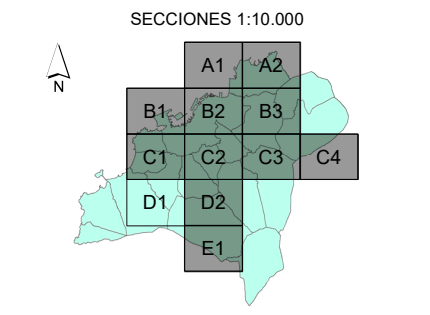 SECCIONES 1:10.000
N
A1 A2
B1 B2 B3
C1 C2 C3 C4
D1 D2
E1